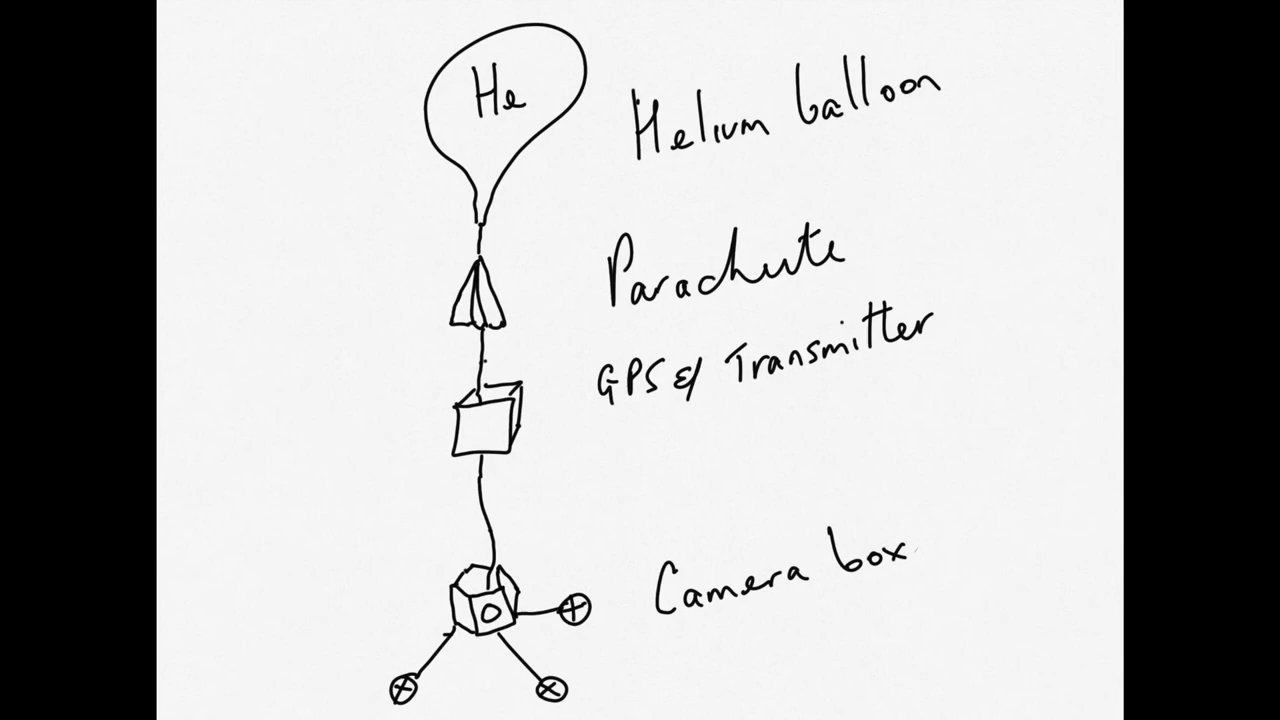 He
Helium balloon
Parachute
GPS & Transmitter
Camera box